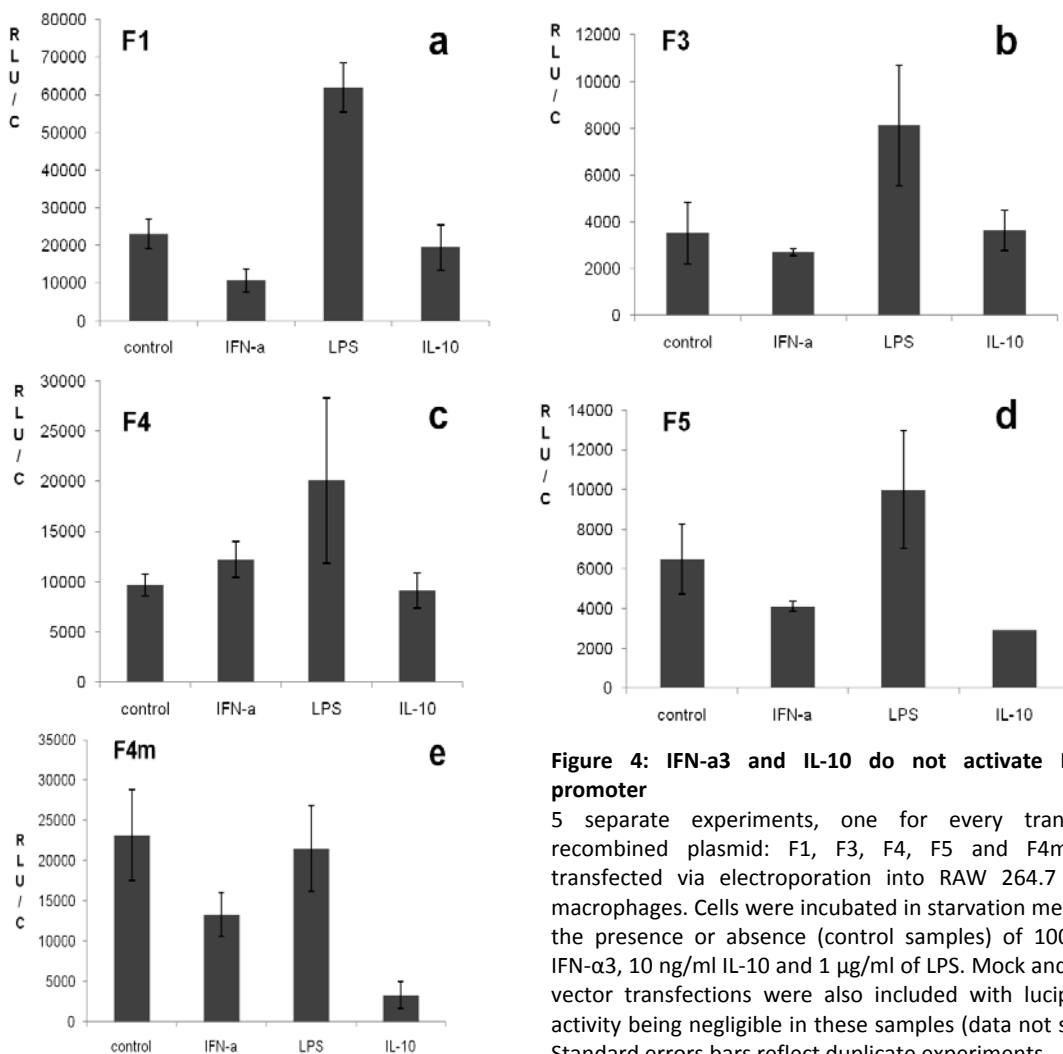 F1
a
R
L
U
/
C
80000
70000
60000
50000
40000
30000
20000
10000
0
control IFN-a LPS IL-10
F3
b
R
L
U
/
C
12000
10000
8000
6000
4000
2000
0
control IFN-a LPS IL-10
F4
c
R
L
U
/
C
30000
25000
20000
15000
10000
5000
0
control IFN-a LPS IL-10
F5
d
R
L
U
/
C
14000
12000
10000
8000
6000
4000
2000
0
control IFN-a LPS IL-10
F4m
e
R
L
U
/
C
35000
30000
25000
20000
15000
10000
5000
0
control IFN-a LPS IL-10
Figure 4: IFN-a3 and IL-10 do not activate
promoter
5 separate experiments, one for every
recombined plasmid: F1, F3, F4, F5 and F4m
transfected via electroporation into RAW 264.7
macrophages. Cells were incubated in starvation
the presence or absence (control samples) of
IFN-α3, 10 ng/ml IL-10 and 1 µg/ml of LPS. Mock and
vector transfections were also included with
activity being negligible in these samples (data not
Standard errors bars reflect duplicate experiments